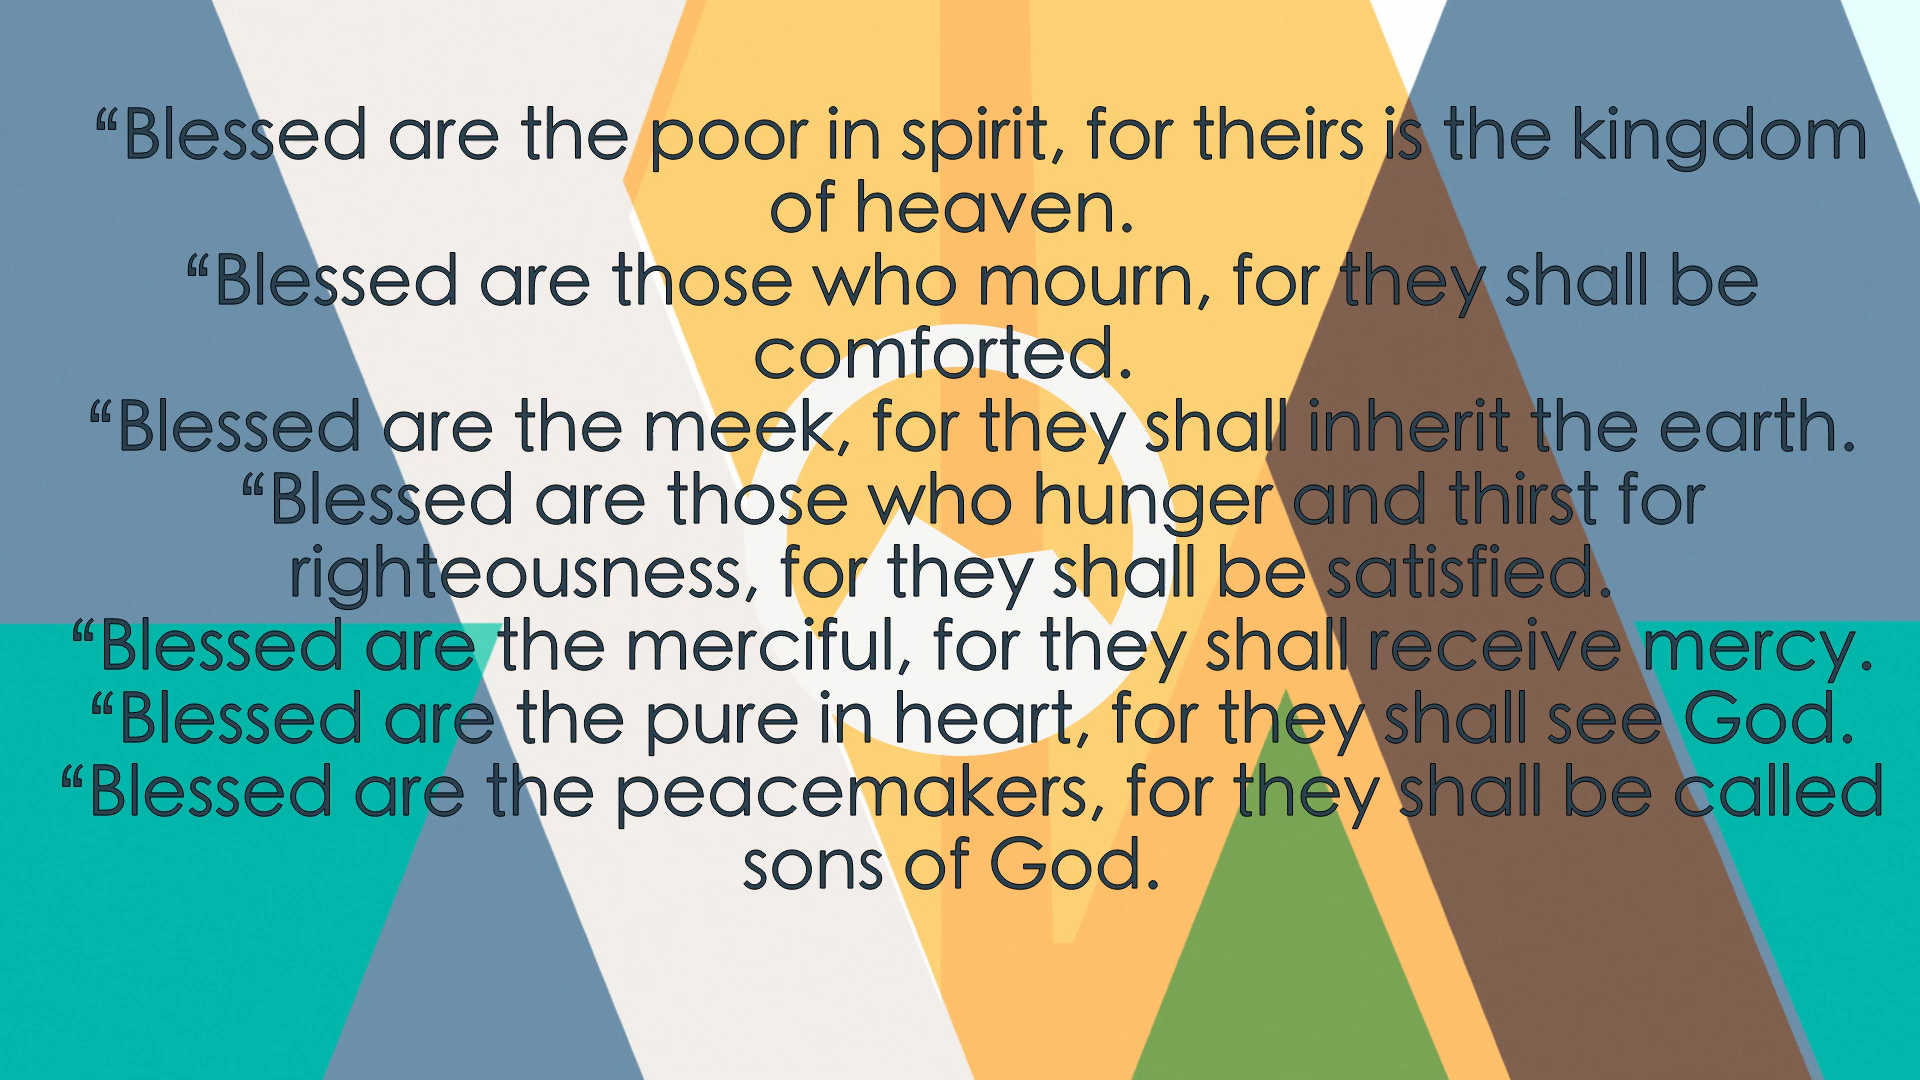 “Blessed are the poor in spirit, for theirs is the kingdom
of heaven.
“Blessed are those who mourn, for they shall be
comforted.
“Blessed are the meek, for they shall inherit the earth.
“Blessed are those who hunger and thirst for
righteousness, for they shall be satisfied.
“Blessed are the merciful, for they shall receive mercy.
“Blessed are the pure in heart, for they shall see God.
“Blessed are the peacemakers, for they shall be called
sons of God.